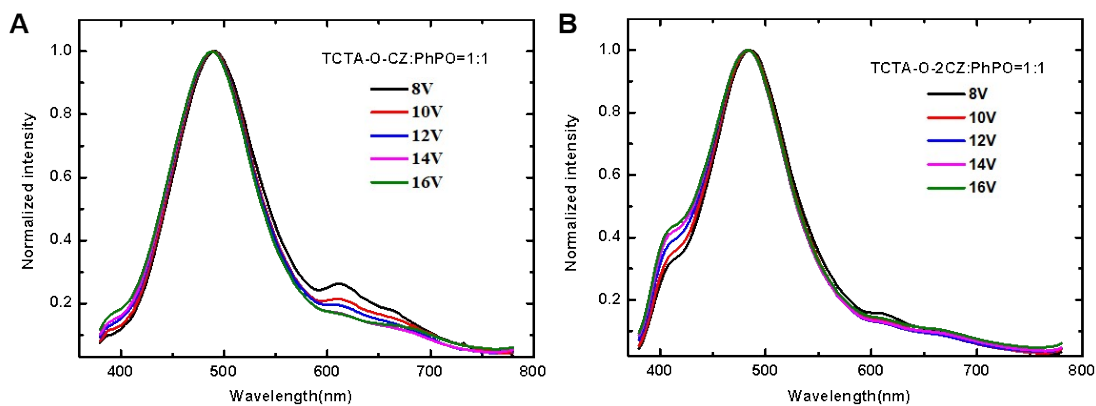 A
TCTA-O-CZ:PhPO=1:1
8V
10V
12V
14V
16V
Normalized intensity
1.0
0.8
0.6
0.4
0.2
400 500 600 700 800
Wavelength(nm)
B
TCTA-O-2CZ:PhPO=1:1
8V
10V
12V
14V
16V
Normalized intensity
1.0
0.8
0.6
0.4
0.2
400 500 600 700 800
Wavelength(nm)